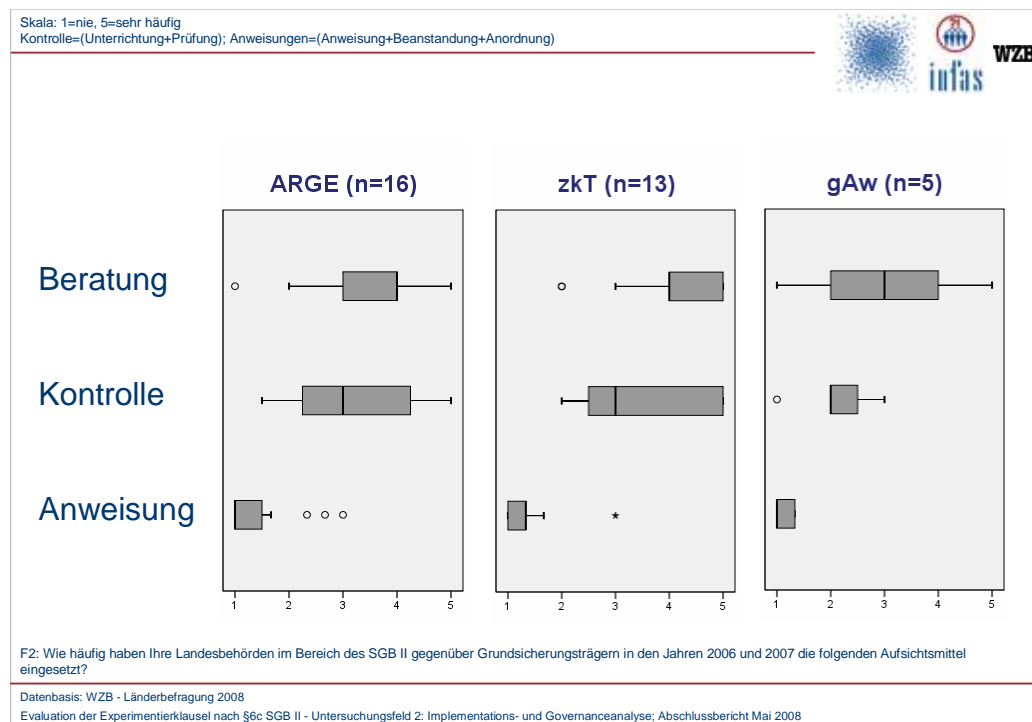 Skala: 1=nie, 5=sehr häufig
Kontrolle=(Unterrichtung+Prüfung); Anweisungen=(Anweisung+Beanstandung+Anordnung)
infas
WZB
ARGE (n=16)
zkT (n=13)
gAw (n=5)
Beratung
Kontrolle
Anweisung
1 2 3 4 5
1 2 3 4 5
1 2 3 4 5
F2: Wie häufig haben Ihre Landesbehörden im Bereich des SGB II gegenüber Grundsicherungsträgern in den Jahren 2006 und 2007 die folgenden Aufsichtsmittel
eingesetzt?
Datenbasis: WZB - Länderbefragung 2008
Evaluation der Experimentierklausel nach §6c SGB II - Untersuchungsfeld 2: Implementations- und Governanceanalyse; Abschlussbericht Mai 2008